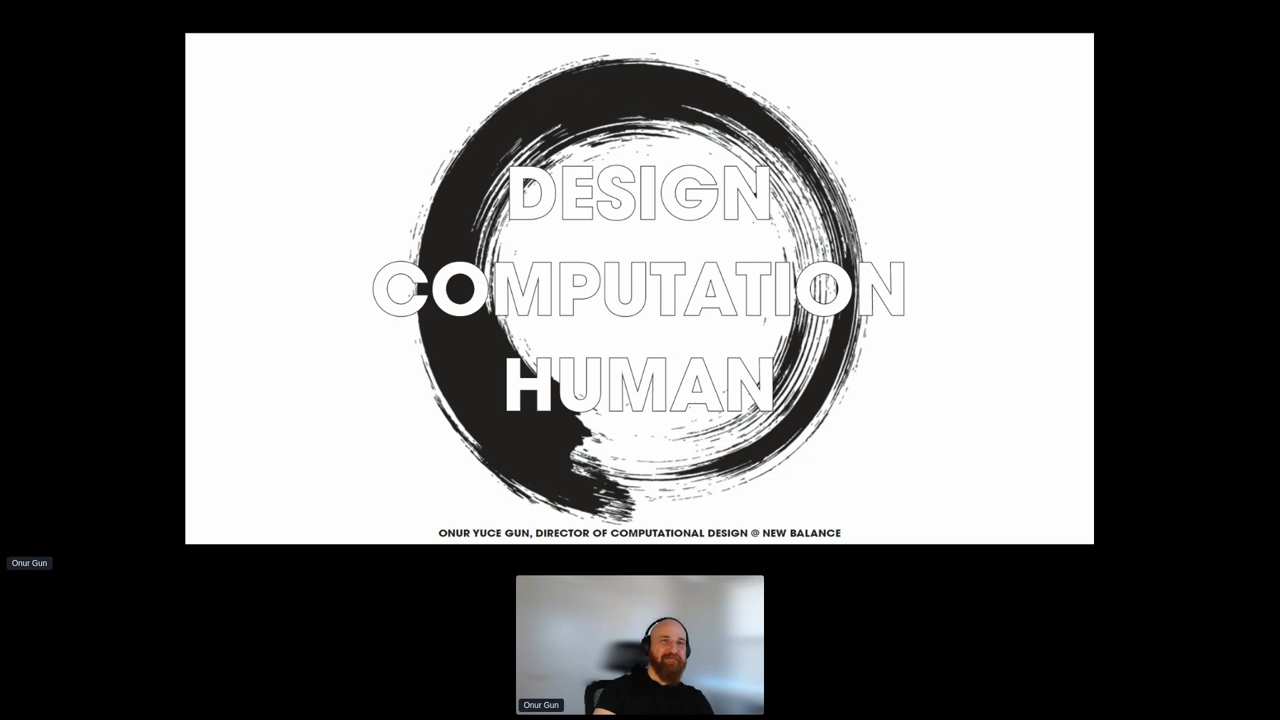 DESIGN
COMPUTATION
HUMAN
ONUR YUCE GUN, DIRECTOR OF COMPUTATIONAL DESIGN @ NEW BALANCE
Onur Gun
Onur Gun